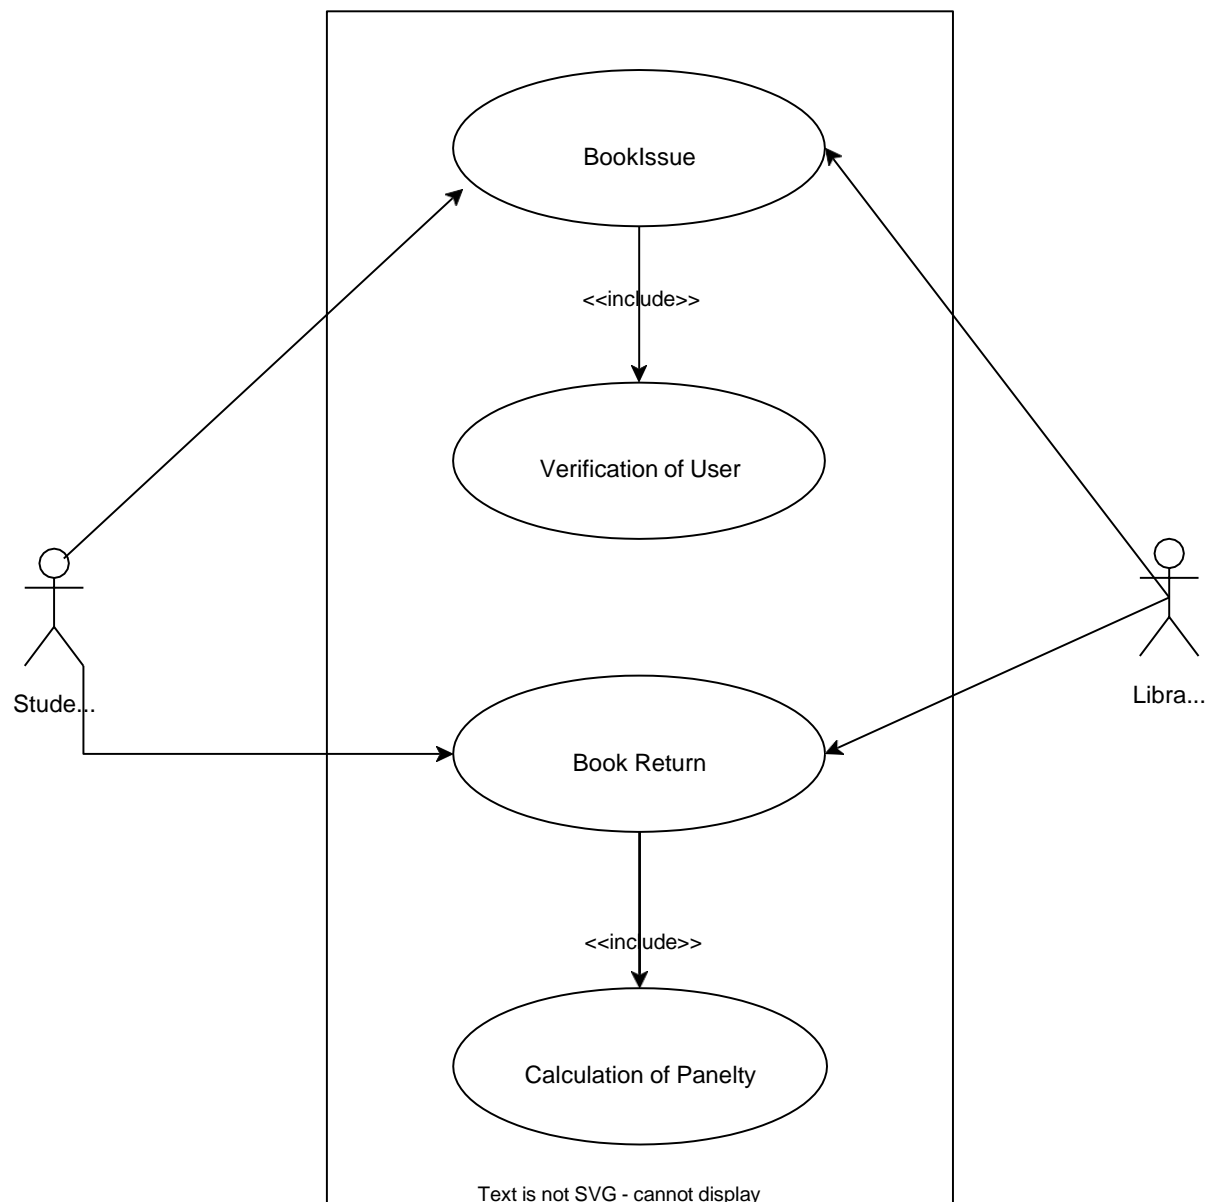 BookIssue
<<include>>
Verification of User
Stude...
Libra...
Book Return
<<include>>
Calculation of Panelty
Text is not SVG - cannot display